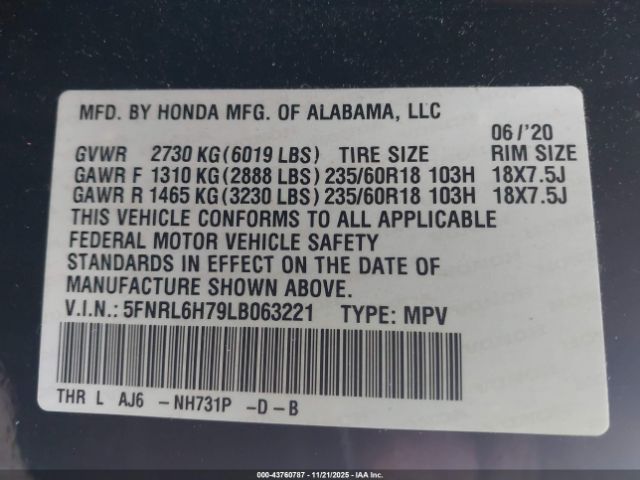 MFD. BY HONDA MFG. OF ALABAMA, LLC
06/'20
GVWR 2730 KG(6019 LBS) TIRE SIZE RIM SIZE
GAWR F 1310 KG(2888 LBS)235/60R18 103H 18X7.5J
GAWR R 1465 KG(3230 LBS)235/60R18 103H 18X7.5J
THIS VEHICLE CONFORMS TO ALL APPLICABLE
FEDERAL MOTOR VEHICLE SAFETY
STANDARDS IN EFFECT ON THE DATE OF
MANUFACTURE SHOWN ABOVE.
V.I.N.:5FNRL6H79LB063221 TYPE: MPV
THR L AJ6 -NH731P -D-B
000-43760787 - 11/21/2025 - WWW.IAAI.COM